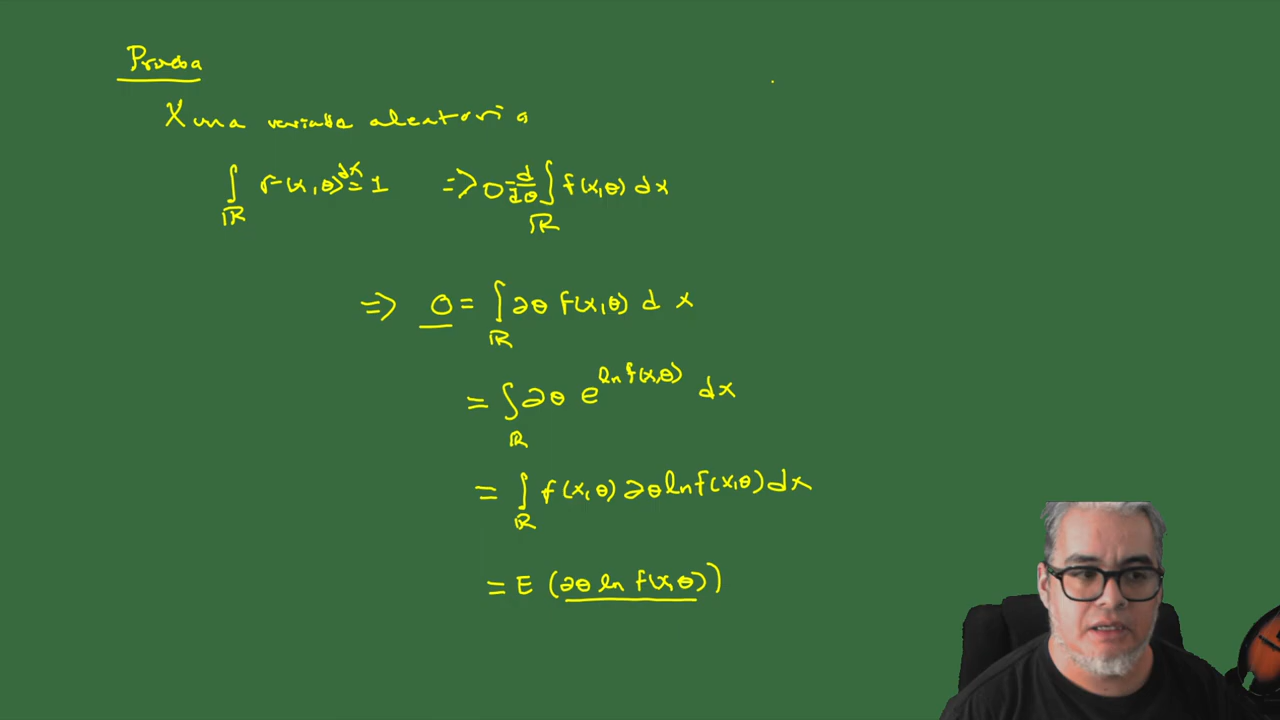 Prueba
X una variable aleatoria
∫_ℝ f(x,θ) dx = 1 ⇒ 0 = d/dθ ∫_ℝ f(x,θ) dx
⇒ 0 = ∫_ℝ ∂θ f(x,θ) d x
= ∫_ℝ ∂θ e^{ln f(x,θ)} dx
= ∫_ℝ f(x,θ) ∂θ ln f(x,θ) dx
= E (∂θ ln f(x,θ))